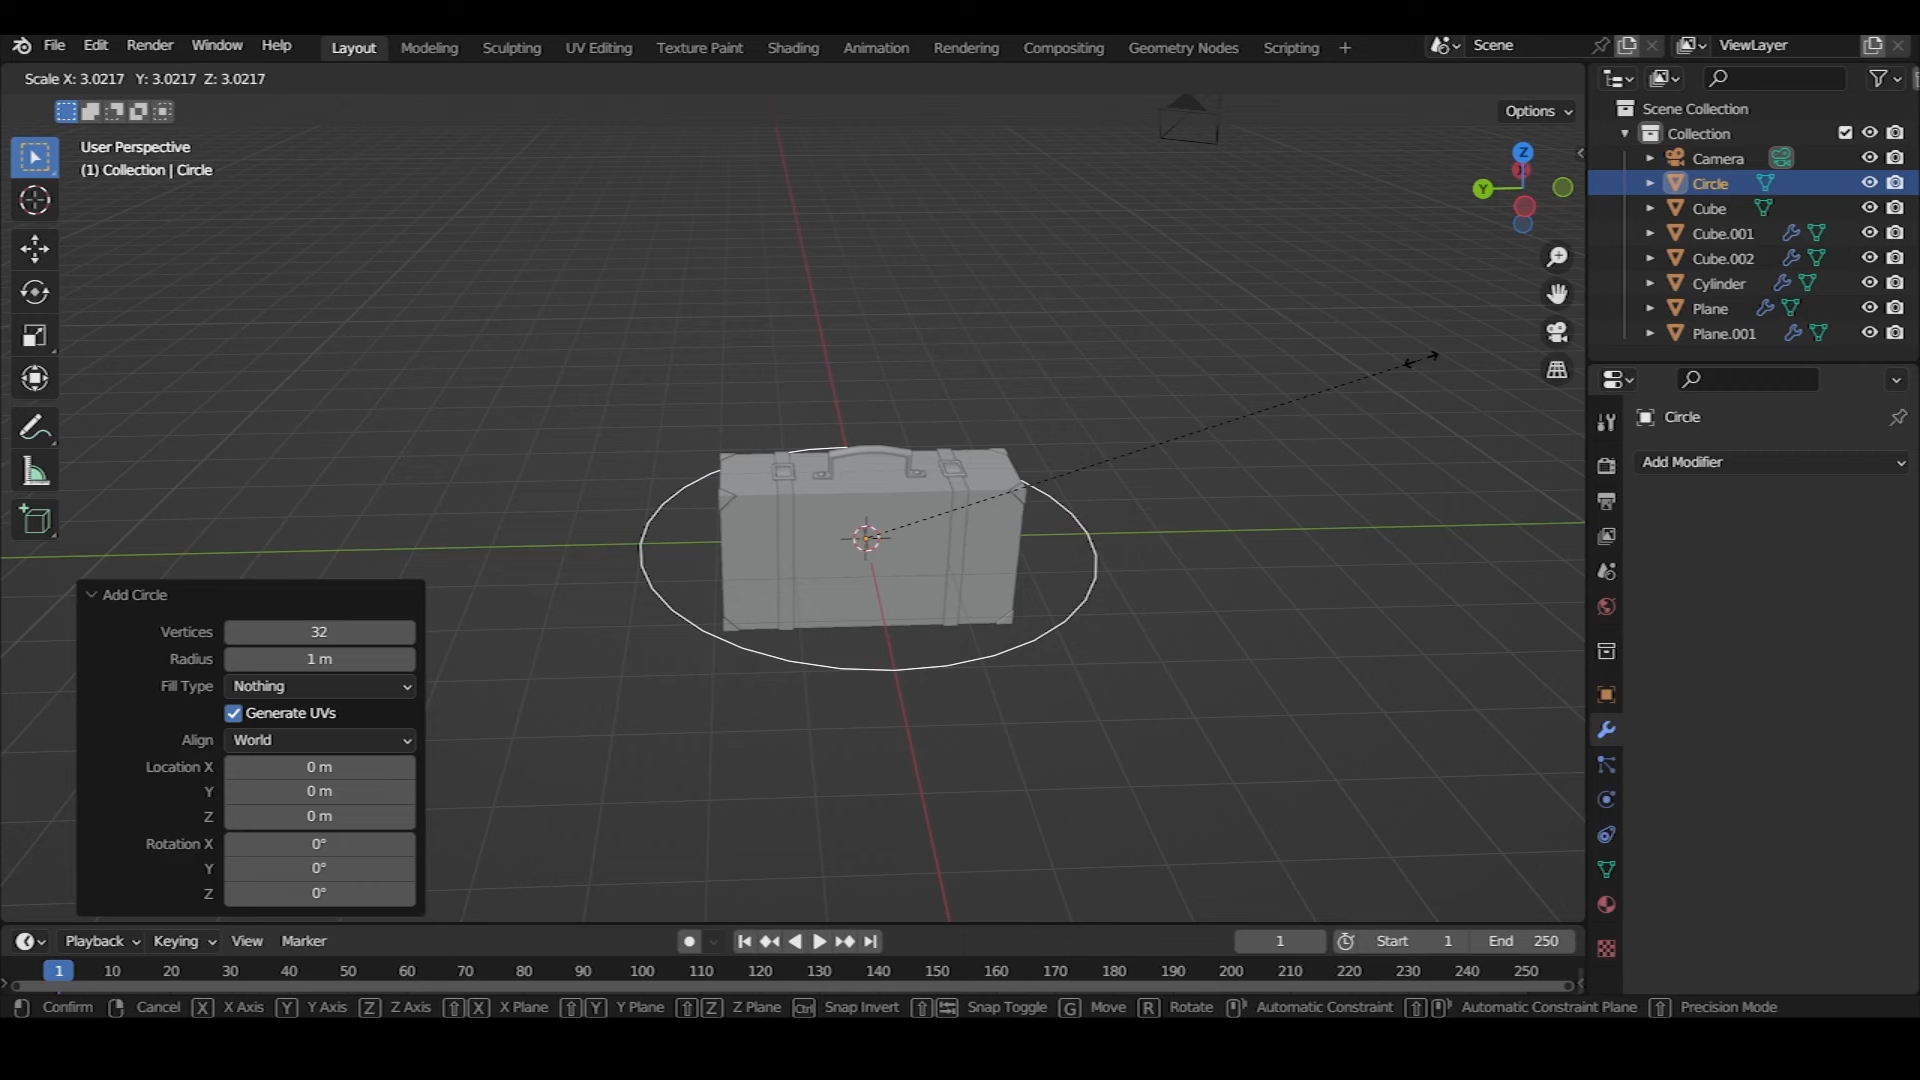 File Edit Render Window Help Layout Modeling Sculpting UV Editing Texture Paint Shading Animation Rendering Compositing Geometry Nodes Scripting + Scene ViewLayer
Scale X: 3.0217 Y: 3.0217 Z: 3.0217
Options
User Perspective
(1) Collection | Circle
Z
Y
Scene Collection
Collection
Camera
Circle
Cube
Cube.001
Cube.002
Cylinder
Plane
Plane.001
Circle
Add Modifier
Add Circle
Vertices 32
Radius 1 m
Fill Type Nothing
Generate UVs
Align World
Location X 0 m
Y 0 m
Z 0 m
Rotation X 0°
Y 0°
Z 0°
Playback Keying View Marker 1 Start 1 End 250
1 10 20 30 40 50 60 70 80 90 100 110 120 130 140 150 160 170 180 190 200 210 220 230 240 250
Confirm Cancel X X Axis Y Y Axis Z Z Axis X X Plane Y Y Plane Z Z Plane Ctrl Snap Invert Snap Toggle G Move R Rotate Automatic Constraint Automatic Constraint Plane Precision Mode